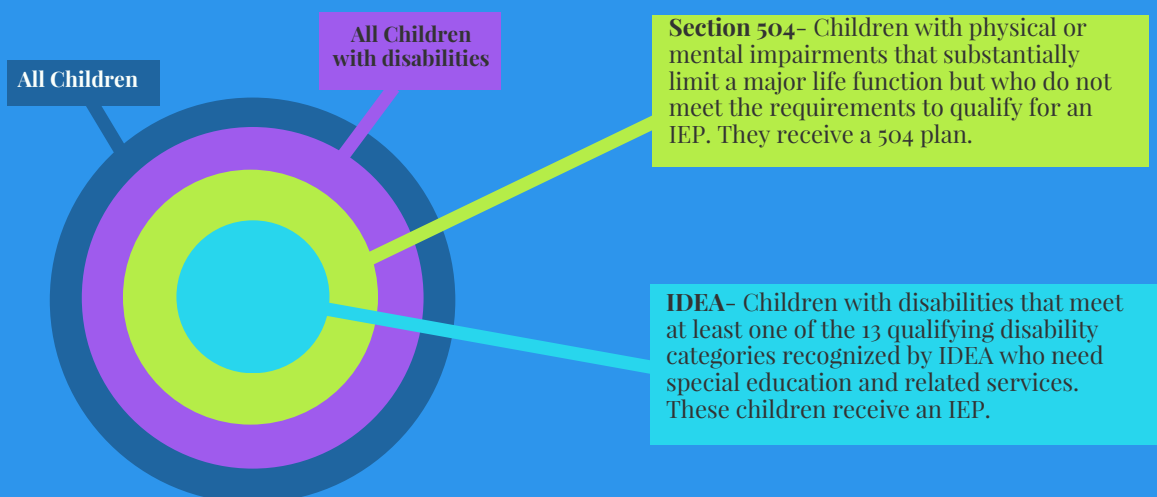 All Children
with disabilities
All Children
Section 504- Children with physical or
mental impairments that substantially
limit a major life function but who do not
meet the requirements to qualify for an
IEP. They receive a 504 plan.
IDEA- Children with disabilities that meet
at least one of the 13 qualifying disability
categories recognized by IDEA who need
special education and related services.
These children receive an IEP.